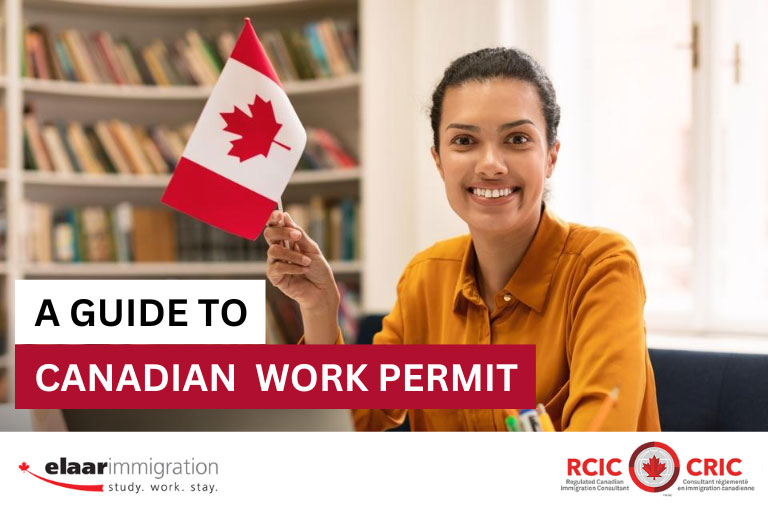 A GUIDE TO
CANADIAN WORK PERMIT
elaarimmigration
study. work. stay.
RCIC CRIC
Regulated Canadian
Immigration Consultant
Consultant réglementé
en immigration canadienne